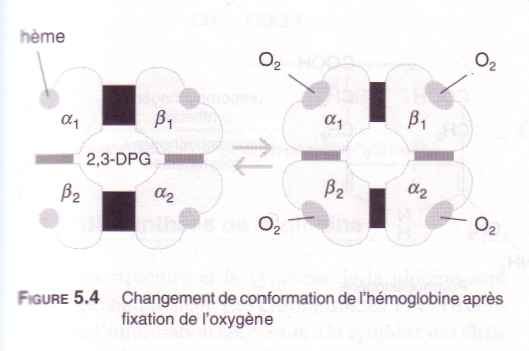 hème
O2 O2
α1 β1 α1 β1
2,3-DPG
β2 α2 β2 α2
O2 O2
FIGURE 5.4 Changement de conformation de l'hémoglobine après
fixation de l'oxygène